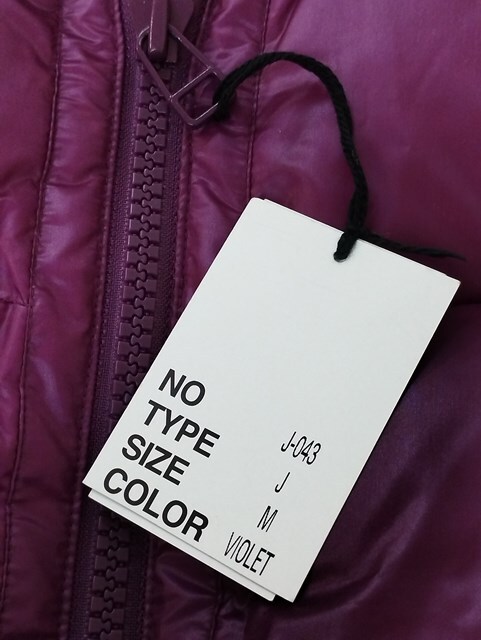 NO J-043
TYPE J
SIZE M
COLOR VIOLET